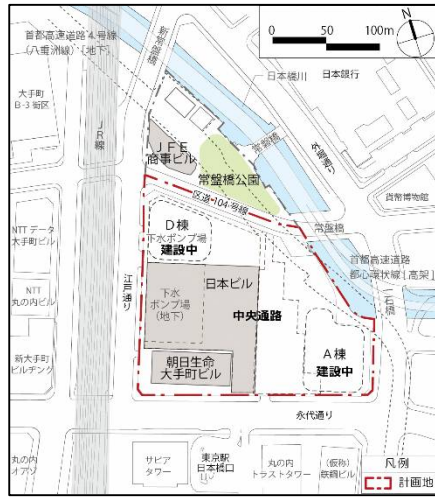 N
0 50 100m
首都高速道路4号線
(八重洲線)(地下)
新常盤橋
日本橋川
日本銀行
大手町
B-3街区
JR線
JFE
商事ビル
常盤橋
外堀通り
常盤橋公園
貨幣博物館
区道104号線
常盤橋
D棟
下水ポンプ場
建設中
NTTデータ
大手町ビル
首都高速道路
都心環状線[高架]
江戸通り
日本ビル
下水
ポンプ場
(地下)
NTT
丸の内ビル
一石橋
中央通路
A棟
建設中
朝日生命
大手町ビル
新大手町
ビルヂング
永代通り
丸の内
オアゾ
サピア
タワー
東京駅
日本橋口
丸の内
トラストタワー
(仮称)
鉄鋼ビル
凡例
計画地